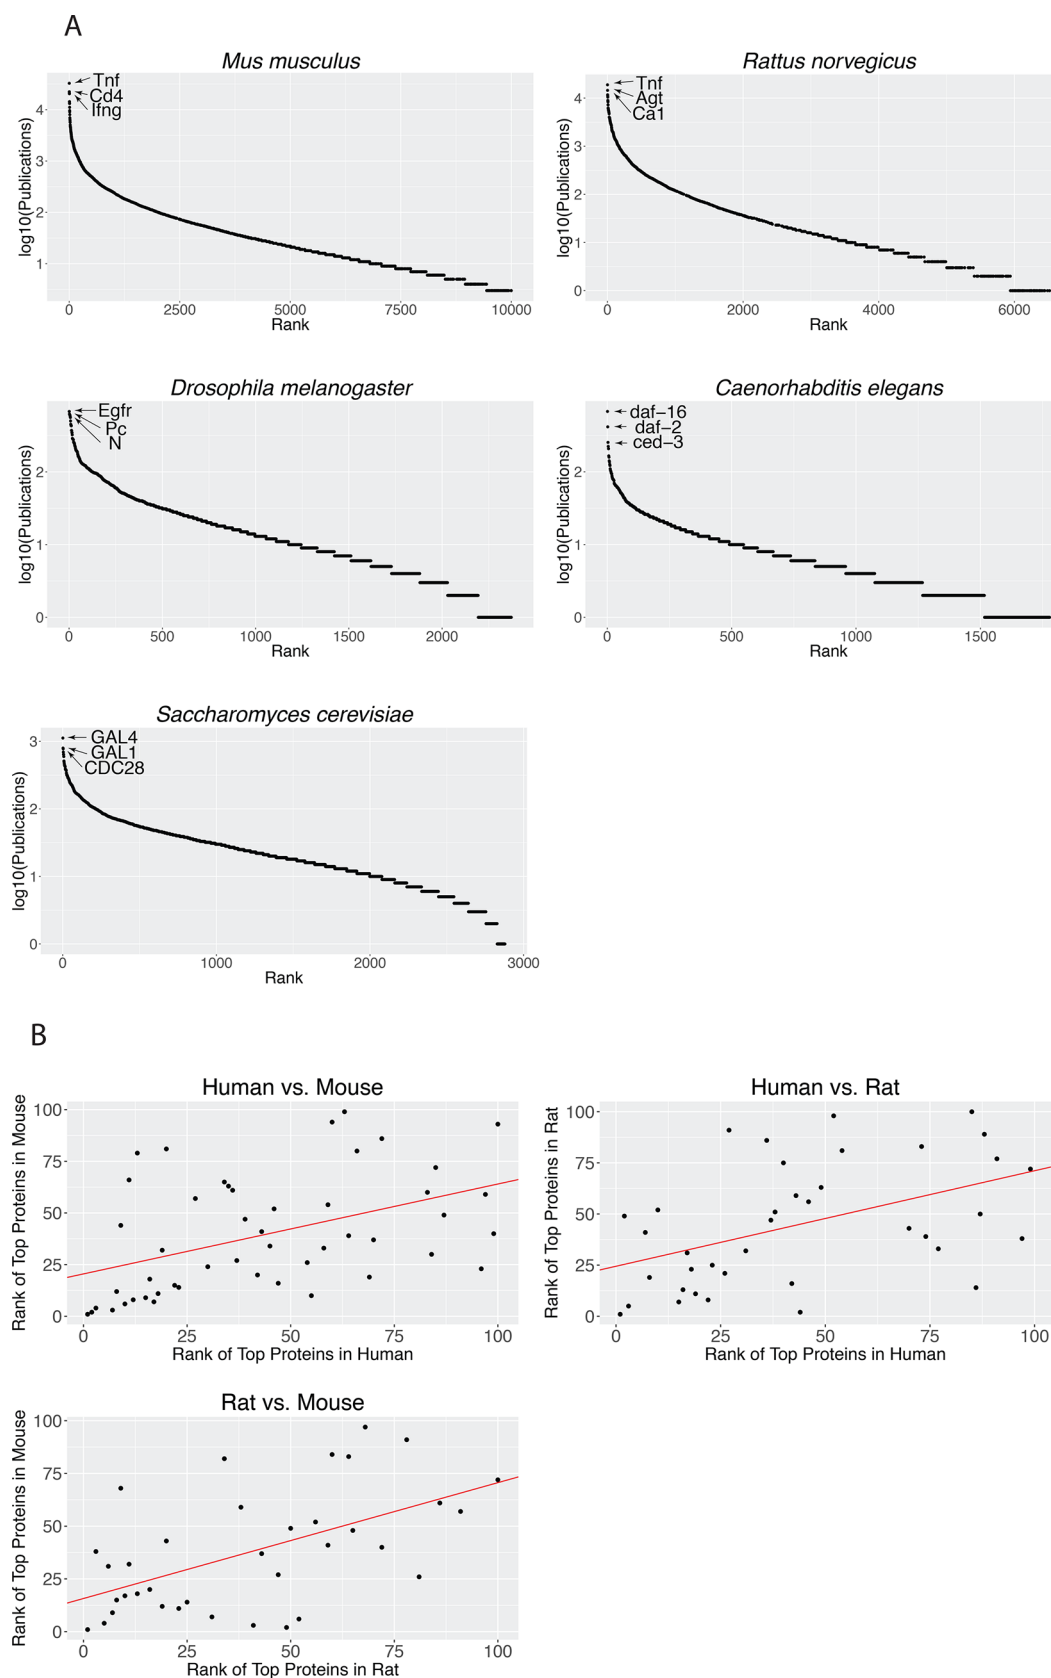 A
Mus musculus
Rattus norvegicus
log10(Publications)
4
3
2
1
Tnf
Cd4
Ifng
0
2500
5000
7500
10000
Rank
log10(Publications)
4
3
2
1
0
Tnf
Agt
Ca1
0
2000
4000
6000
Rank
Drosophila melanogaster
Caenorhabditis elegans
log10(Publications)
2
1
0
Egfr
Pc
N
0
500
1000
1500
2000
Rank
log10(Publications)
2
1
0
daf-16
daf-2
ced-3
0
500
1000
1500
Rank
Saccharomyces cerevisiae
log10(Publications)
3
2
1
0
GAL4
GAL1
CDC28
0
1000
2000
3000
Rank
B
Human vs. Mouse
Rank of Top Proteins in Mouse
100
75
50
25
0
0
25
50
75
100
Rank of Top Proteins in Human
Human vs. Rat
Rank of Top Proteins in Rat
100
75
50
25
0
0
25
50
75
100
Rank of Top Proteins in Human
Rat vs. Mouse
Rank of Top Proteins in Mouse
100
75
50
25
0
0
25
50
75
100
Rank of Top Proteins in Rat